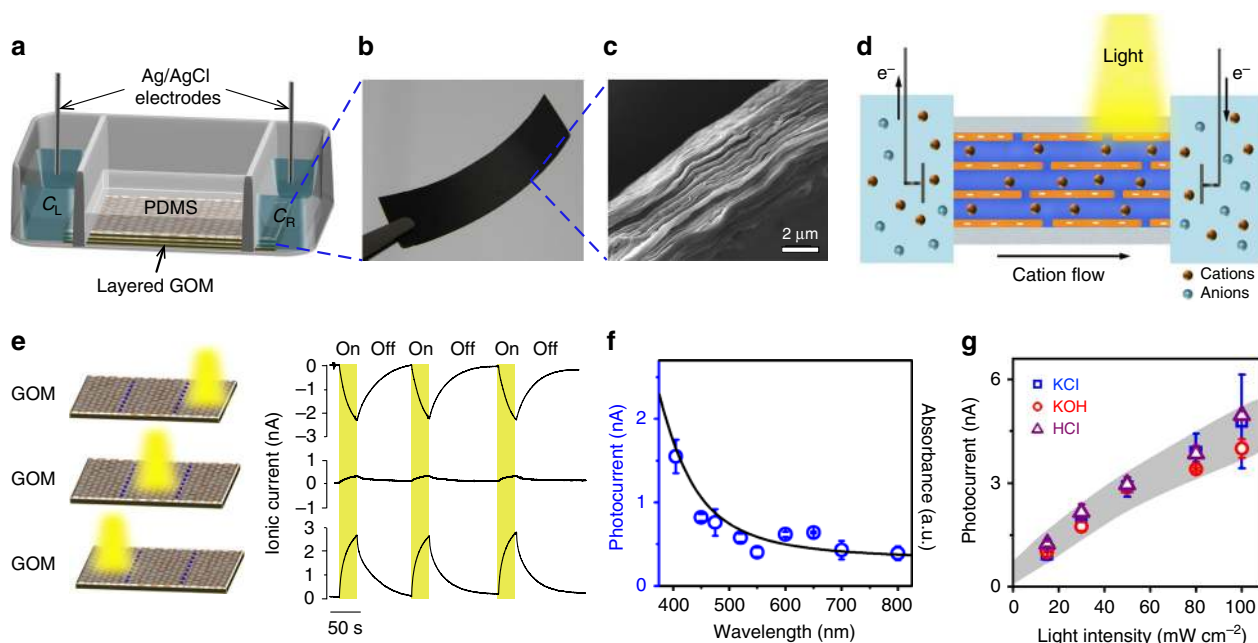 a
Ag/AgCl
electrodes
C_L
PDMS
C_R
Layered GOM
b
c
2 μm
d
Light
e⁻
e⁻
Cation flow
Cations
Anions
e
GOM
GOM
GOM
On Off On Off On Off
Ionic current (nA)
0
–1
–2
–3
1
0
–1
3
2
1
0
50 s
f
Photocurrent (nA)
2
1
0
400 500 600 700 800
Wavelength (nm)
Absorbance (a.u.)
g
Photocurrent (nA)
6
3
0
KCl
KOH
HCl
0 20 40 60 80 100
Light intensity (mW cm⁻²)